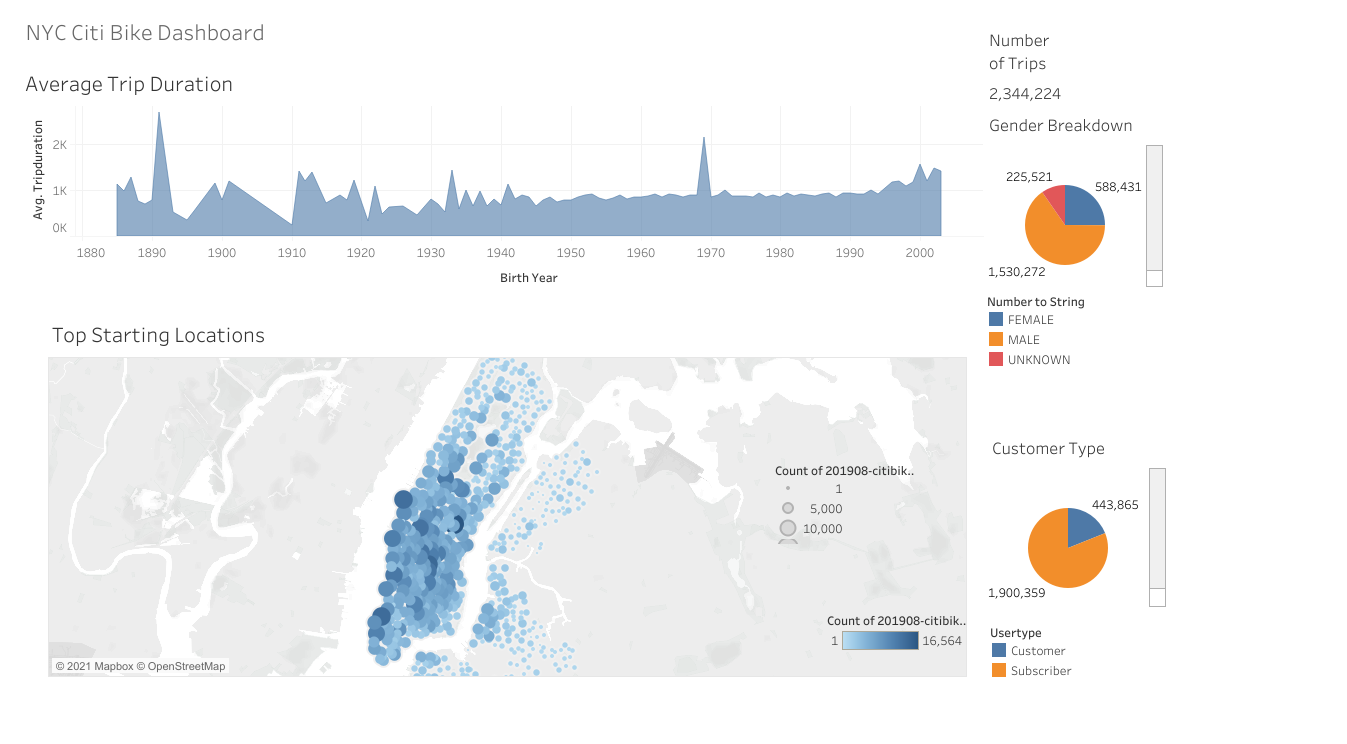 NYC Citi Bike Dashboard
Average Trip Duration
Avg. Tripduration
2K
1K
0K
1880 1890 1900 1910 1920 1930 1940 1950 1960 1970 1980 1990 2000
Birth Year
Top Starting Locations
Count of 201908-citibik..
1
5,000
10,000
Count of 201908-citibik..
1 16,564
© 2021 Mapbox © OpenStreetMap
Number
of Trips
2,344,224
Gender Breakdown
225,521
588,431
1,530,272
Number to String
FEMALE
MALE
UNKNOWN
Customer Type
443,865
1,900,359
Usertype
Customer
Subscriber